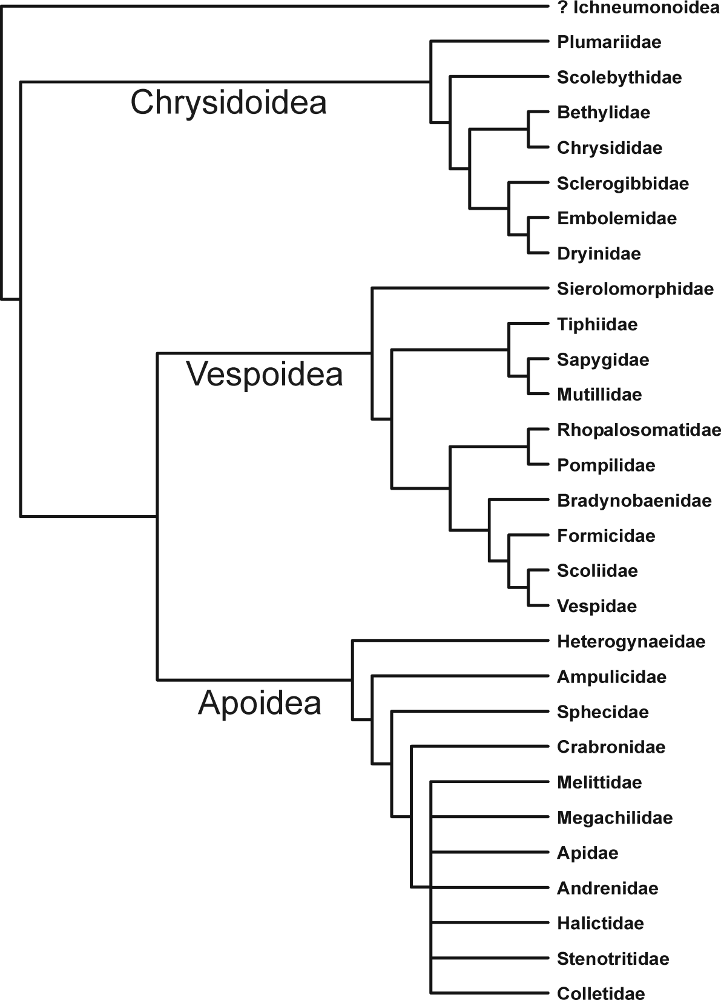 ? Ichneumonoidea
Plumariidae
Scolebythidae
Chrysidoidea
Bethylidae
Chrysididae
Sclerogibbidae
Embolemidae
Dryinidae
Sierolomorphidae
Tiphiidae
Sapygidae
Vespoidea
Mutillidae
Rhopalosomatidae
Pompilidae
Bradynobaenidae
Formicidae
Scoliidae
Vespidae
Heterogynaeidae
Ampulicidae
Apoidea
Sphecidae
Crabronidae
Melittidae
Megachilidae
Apidae
Andrenidae
Halictidae
Stenotritidae
Colletidae